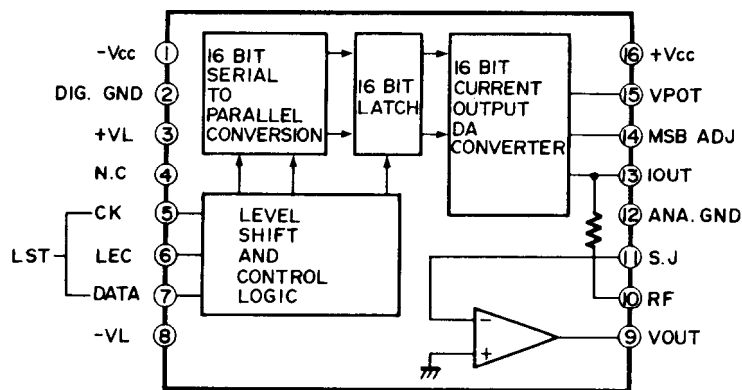 -Vcc 1
DIG. GND 2
+VL 3
N.C 4
CK 5
LEC 6
DATA 7
-VL 8
LST
16 BIT
SERIAL
TO
PARALLEL
CONVERSION
16 BIT
LATCH
16 BIT
CURRENT
OUTPUT
DA
CONVERTER
LEVEL
SHIFT
AND
CONTROL
LOGIC
-
+
16 +Vcc
15 VPOT
14 MSB ADJ
13 IOUT
12 ANA. GND
11 S.J
10 RF
9 VOUT